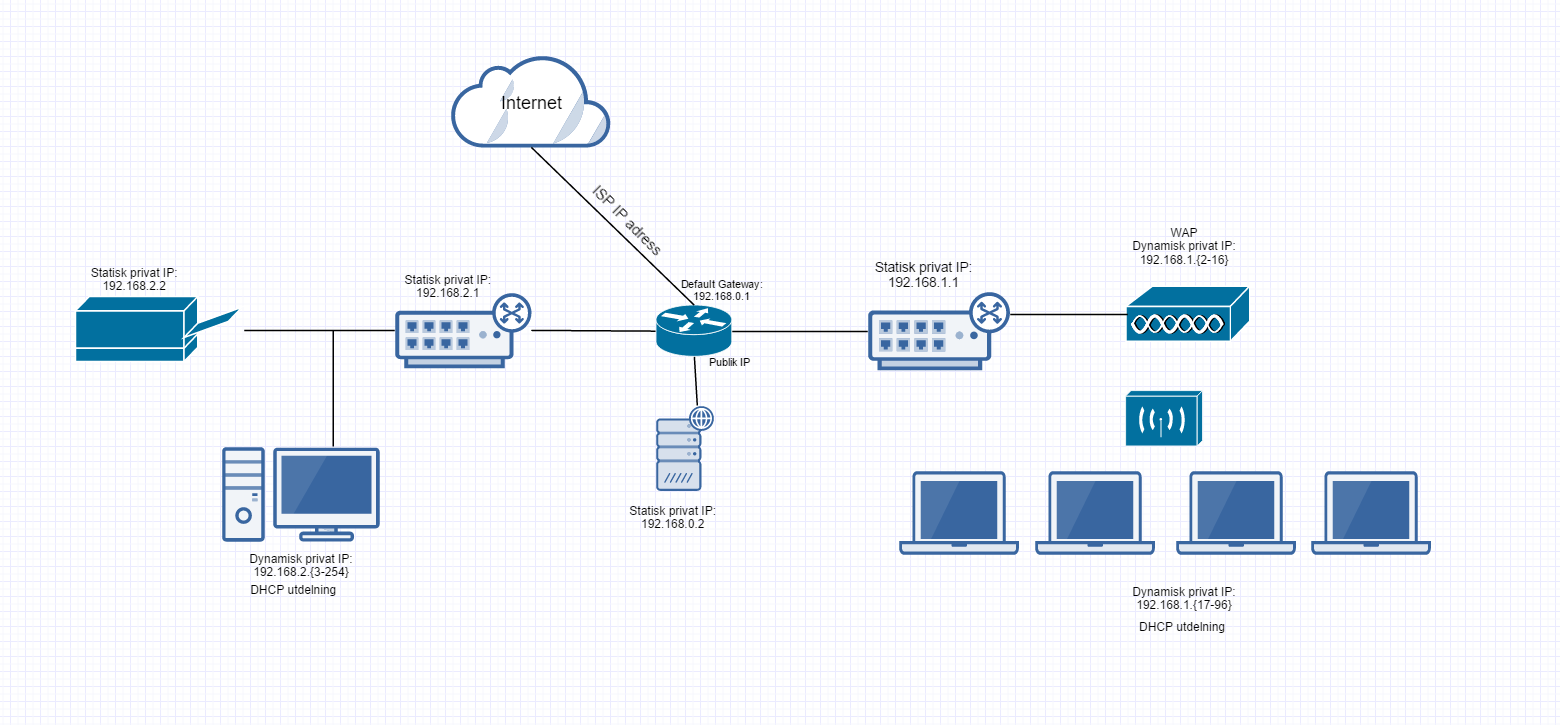 Internet
ISP IP adress
WAP
Dynamisk privat IP:
192.168.1.{2-16}
Statisk privat IP:
192.168.2.2
Statisk privat IP:
192.168.2.1
Default Gateway:
192.168.0.1
Statisk privat IP:
192.168.1.1
Publik IP
Statisk privat IP:
192.168.0.2
Dynamisk privat IP:
192.168.2.{3-254}
DHCP utdelning
Dynamisk privat IP:
192.168.1.{17-96}
DHCP utdelning